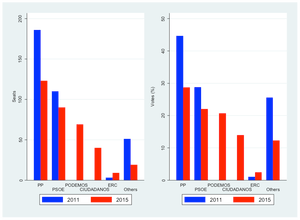 200
150
100
50
0
Seats
PP
PODEMOS
ERC
PSOE
CIUDADANOS
Others
2011
2015
50
40
30
20
10
0
Votes (%)
PP
PODEMOS
ERC
PSOE
CIUDADANOS
Others
2011
2015